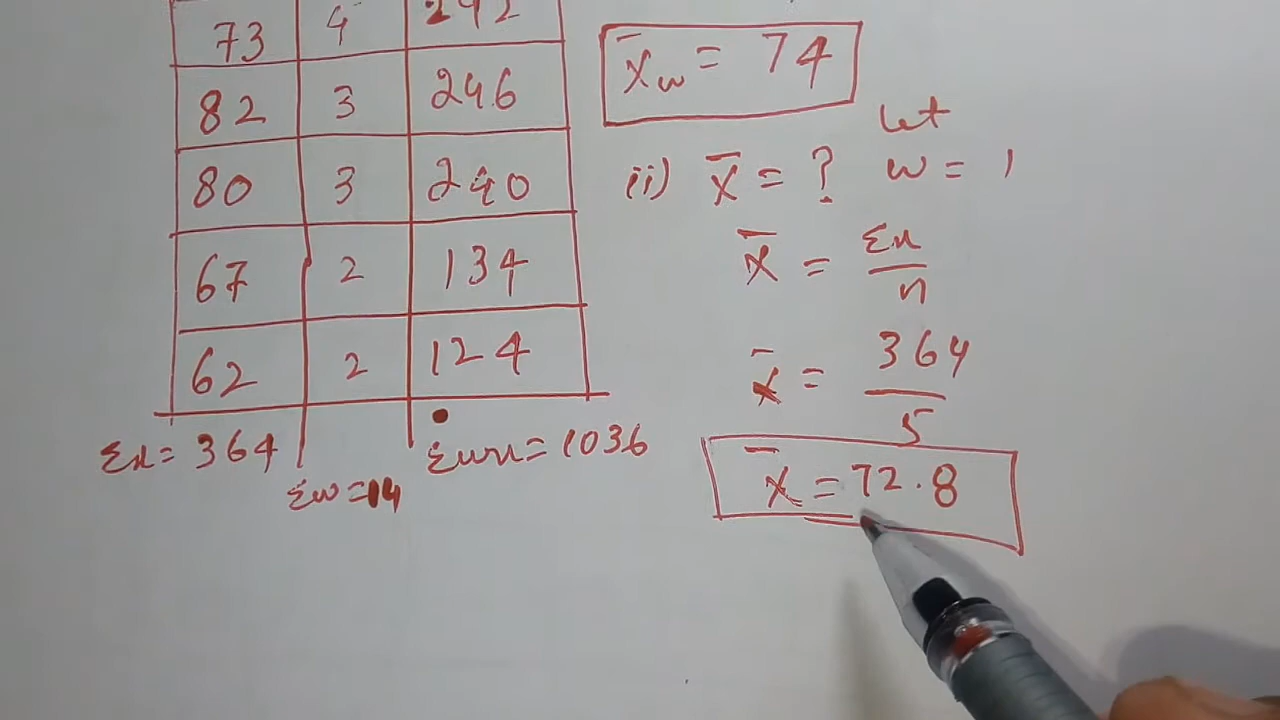 73 4 292
82 3 246
80 3 240
67 2 134
62 2 124
Σx = 364
Σw = 14
Σwx = 1036
x̄w = 74
(ii) x̄ = ?
Let
w = 1
x̄ = Σx / n
x̄ = 364 / 5
x̄ = 72.8